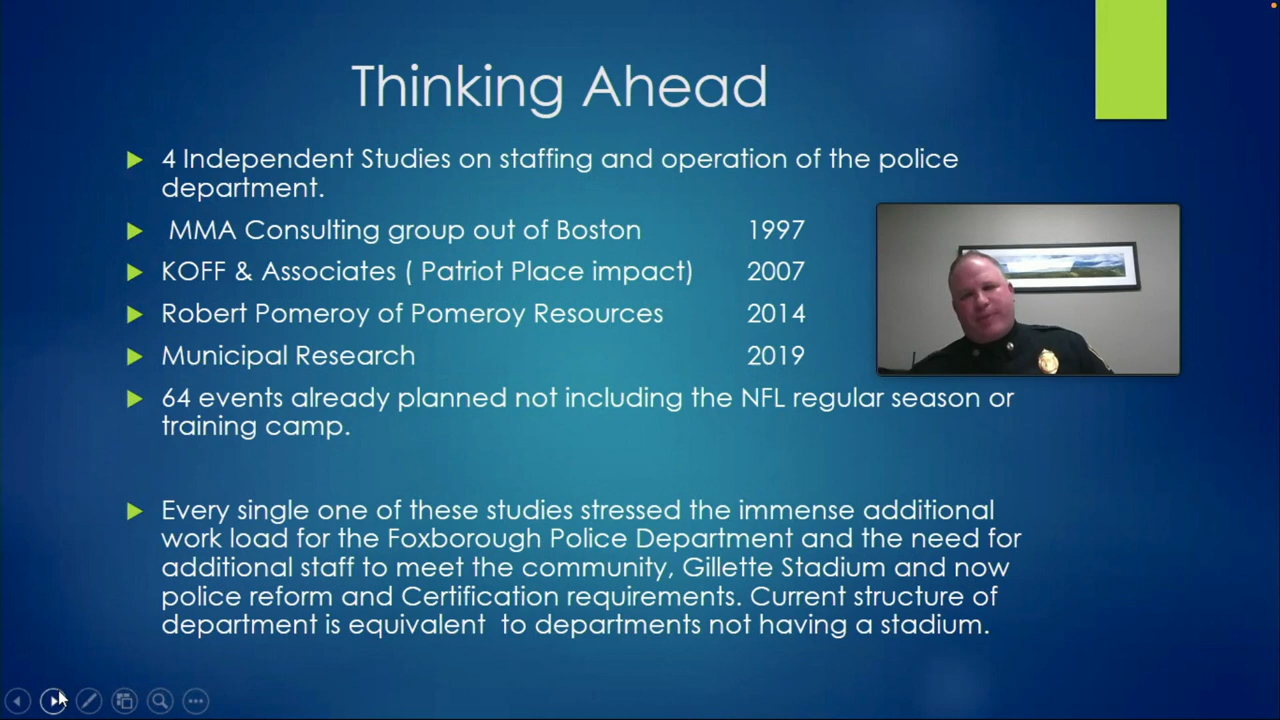 Thinking Ahead
4 Independent Studies on staffing and operation of the police
department.
MMA Consulting group out of Boston 1997
KOFF & Associates ( Patriot Place impact) 2007
Robert Pomeroy of Pomeroy Resources 2014
Municipal Research 2019
64 events already planned not including the NFL regular season or
training camp.
Every single one of these studies stressed the immense additional
work load for the Foxborough Police Department and the need for
additional staff to meet the community, Gillette Stadium and now
police reform and Certification requirements. Current structure of
department is equivalent  to departments not having a stadium.